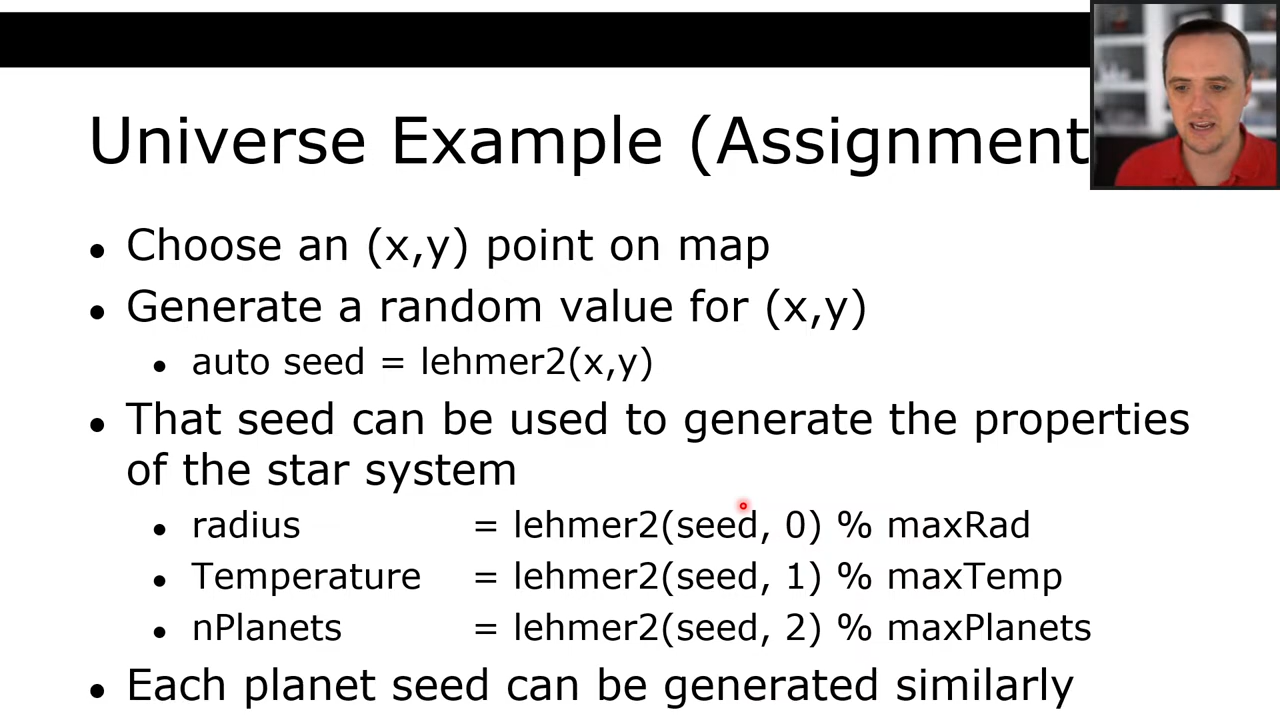 Universe Example (Assignment
• Choose an (x,y) point on map
• Generate a random value for (x,y)
• auto seed = lehmer2(x,y)
• That seed can be used to generate the properties
of the star system
• radius = lehmer2(seed, 0) % maxRad
• Temperature = lehmer2(seed, 1) % maxTemp
• nPlanets = lehmer2(seed, 2) % maxPlanets
• Each planet seed can be generated similarly